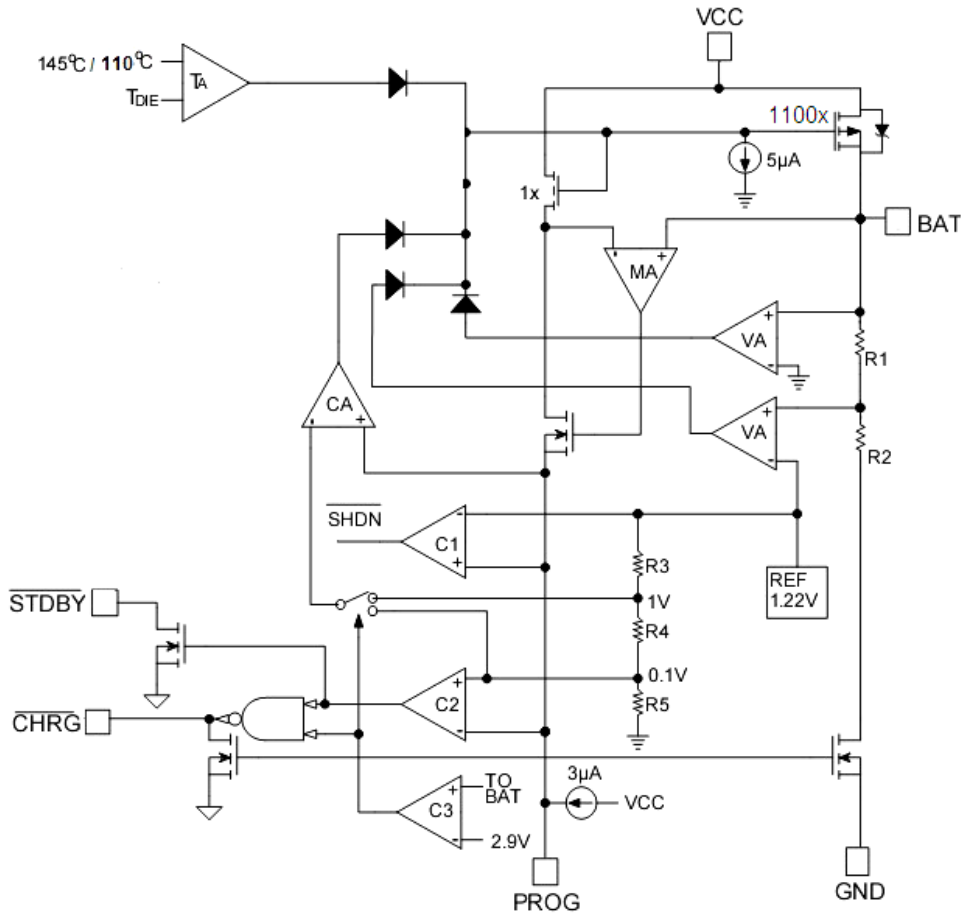 VCC
145°C / 110°C
TA
TDIE
1100x
5µA
1x
BAT
- +
MA
+
VA
-
R1
CA
- +
+
VA
-
R2
SHDN
-
C1
+
R3
REF
1.22V
STDBY
1V
R4
0.1V
+
C2
-
R5
CHRG
3µA
VCC
+
C3
-
TO
BAT
2.9V
PROG
GND